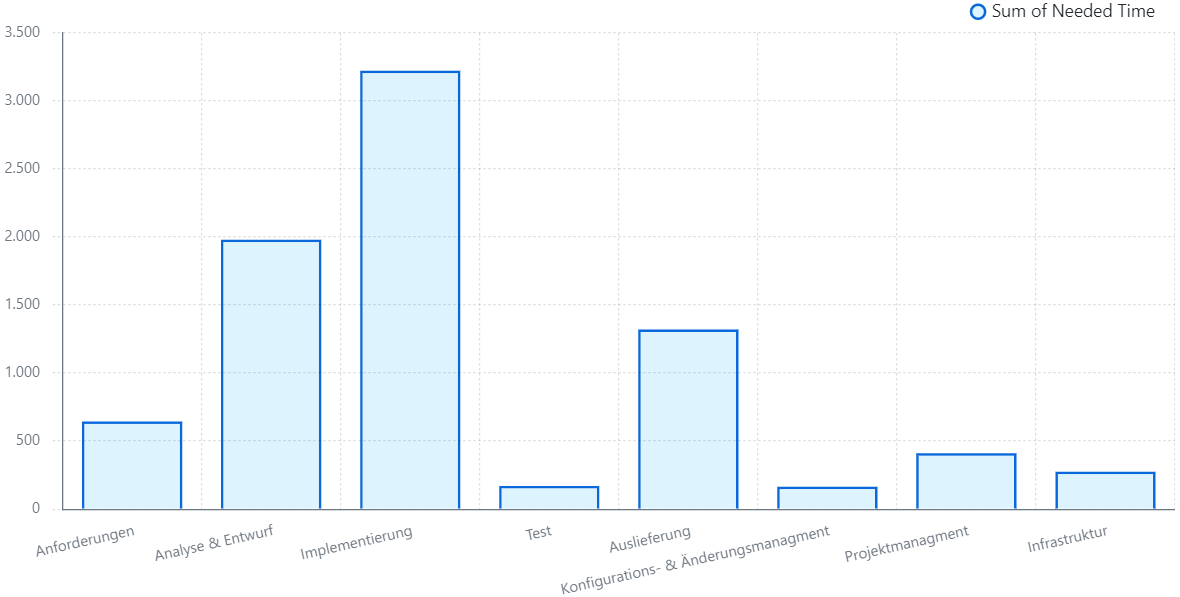 Sum of Needed Time
3.500
3.000
2.500
2.000
1.500
1.000
500
0
Anforderungen
Analyse & Entwurf
Implementierung
Test
Auslieferung
Konfigurations- & Änderungsmanagment
Projektmanagment
Infrastruktur